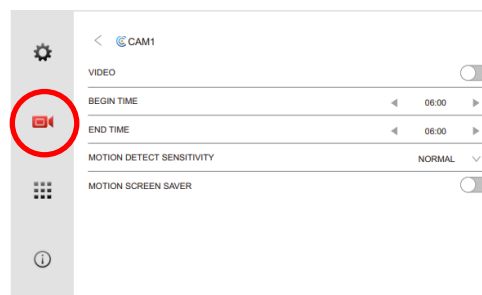 CAM1
VIDEO
BEGIN TIME 06:00
END TIME 06:00
MOTION DETECT SENSITIVITY NORMAL
MOTION SCREEN SAVER